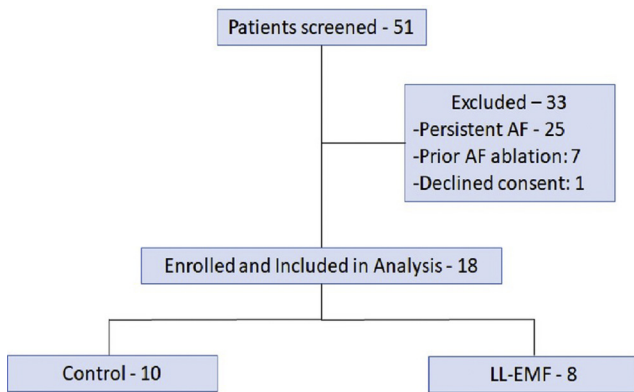 Patients screened - 51
Excluded – 33
-Persistent AF - 25
-Prior AF ablation: 7
-Declined consent: 1
Enrolled and Included in Analysis - 18
Control - 10
LL-EMF - 8